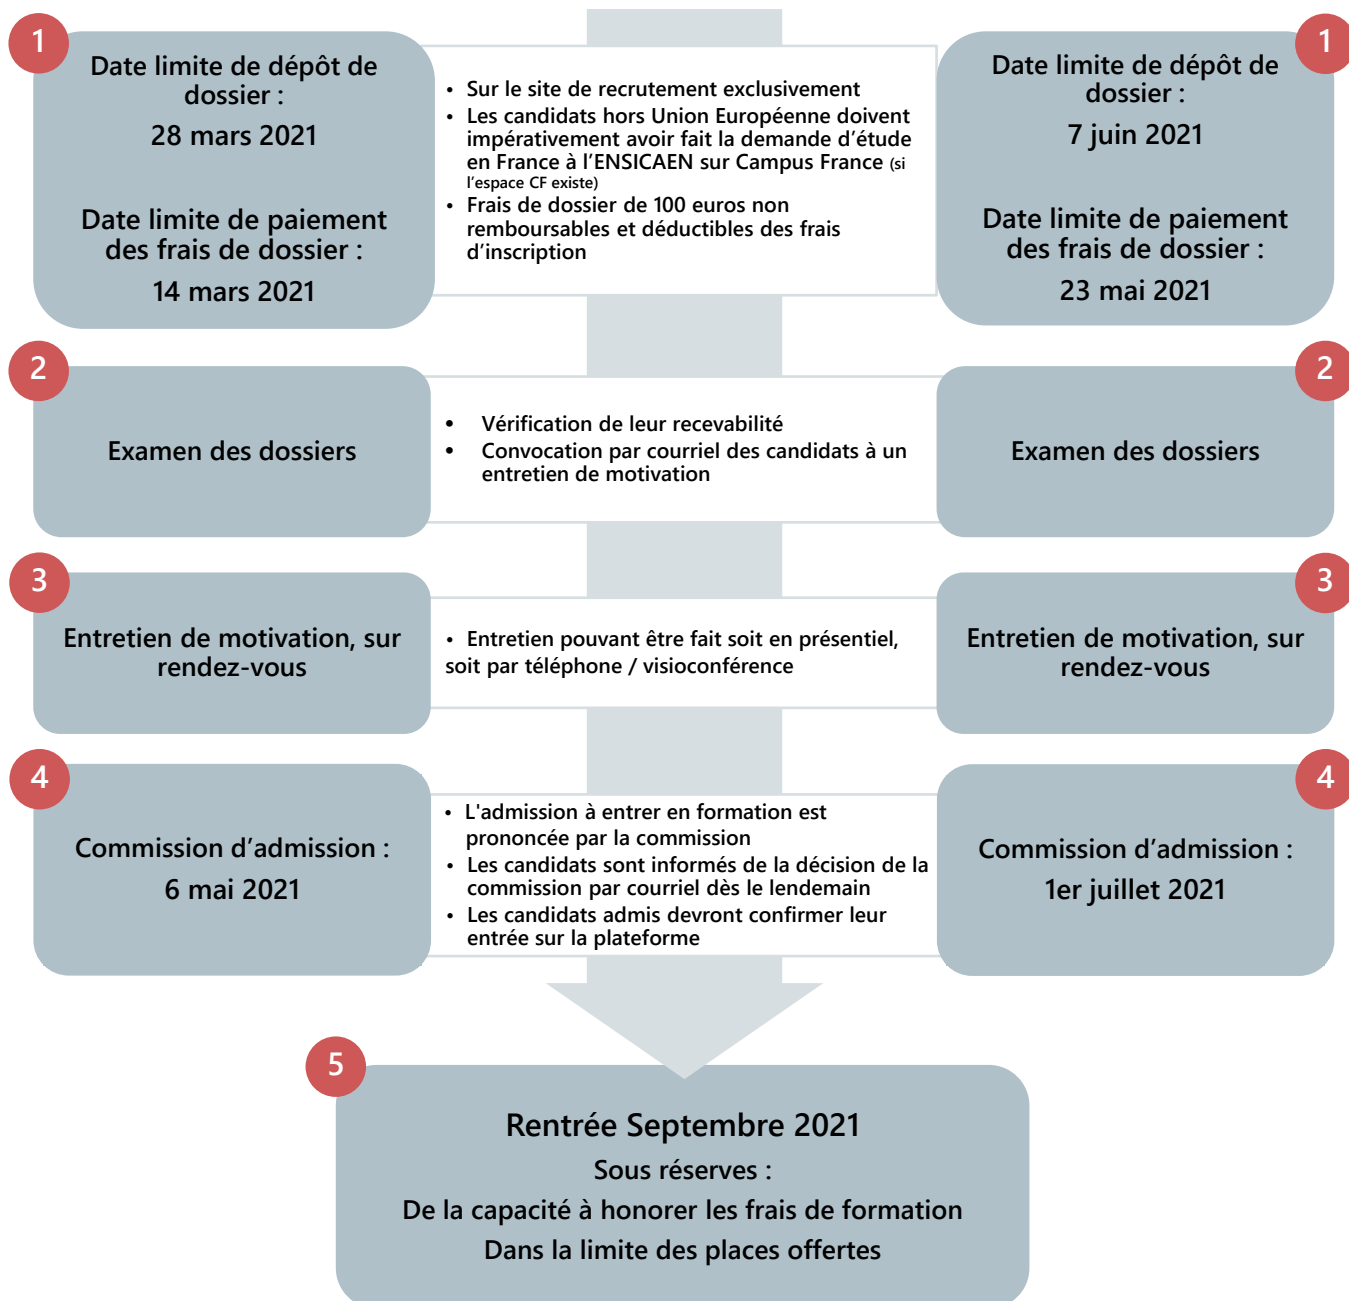 1
Date limite de dépôt de
dossier :
28 mars 2021
Date limite de paiement
des frais de dossier :
14 mars 2021
• Sur le site de recrutement exclusivement
• Les candidats hors Union Européenne doivent
impérativement avoir fait la demande d’étude
en France à l’ENSICAEN sur Campus France (si
l’espace CF existe)
• Frais de dossier de 100 euros non
remboursables et déductibles des frais
d’inscription
1
Date limite de dépôt de
dossier :
7 juin 2021
Date limite de paiement
des frais de dossier :
23 mai 2021
2
Examen des dossiers
• Vérification de leur recevabilité
• Convocation par courriel des candidats à un
entretien de motivation
2
Examen des dossiers
3
Entretien de motivation, sur
rendez-vous
• Entretien pouvant être fait soit en présentiel,
soit par téléphone / visioconférence
3
Entretien de motivation, sur
rendez-vous
4
Commission d’admission :
6 mai 2021
• L'admission à entrer en formation est
prononcée par la commission
• Les candidats sont informés de la décision de la
commission par courriel dès le lendemain
• Les candidats admis devront confirmer leur
entrée sur la plateforme
4
Commission d’admission :
1er juillet 2021
5
Rentrée Septembre 2021
Sous réserves :
De la capacité à honorer les frais de formation
Dans la limite des places offertes